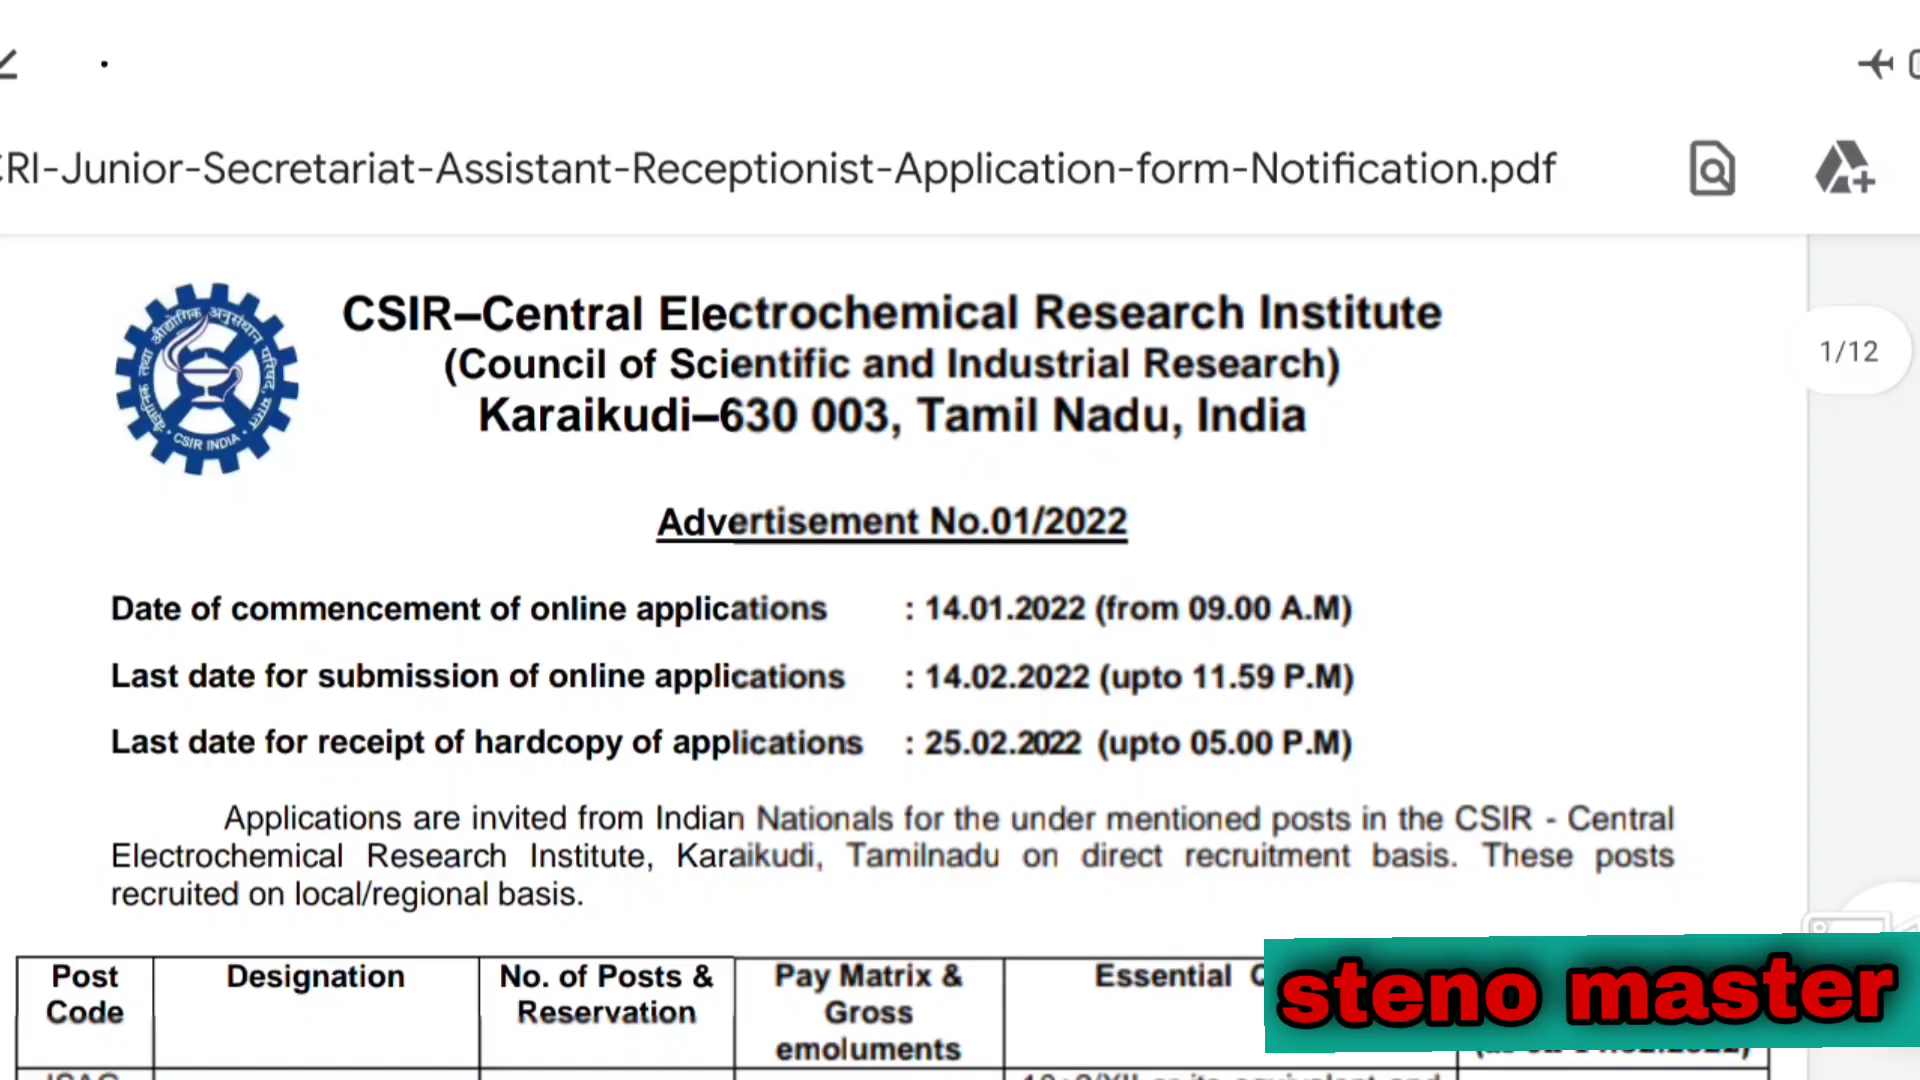 RI-Junior-Secretariat-Assistant-Receptionist-Application-form-Notification.pdf
CSIR–Central Electrochemical Research Institute
(Council of Scientific and Industrial Research)
Karaikudi–630 003, Tamil Nadu, India
1/12
CSIR INDIA
Advertisement No.01/2022
Date of commencement of online applications : 14.01.2022 (from 09.00 A.M)
Last date for submission of online applications : 14.02.2022 (upto 11.59 P.M)
Last date for receipt of hardcopy of applications : 25.02.2022 (upto 05.00 P.M)
Applications are invited from Indian Nationals for the under mentioned posts in the CSIR - Central
Electrochemical Research Institute, Karaikudi, Tamilnadu on direct recruitment basis. These posts
recruited on local/regional basis.
Post Designation No. of Posts & Pay Matrix & Essential
Code Reservation Gross
emoluments
steno master